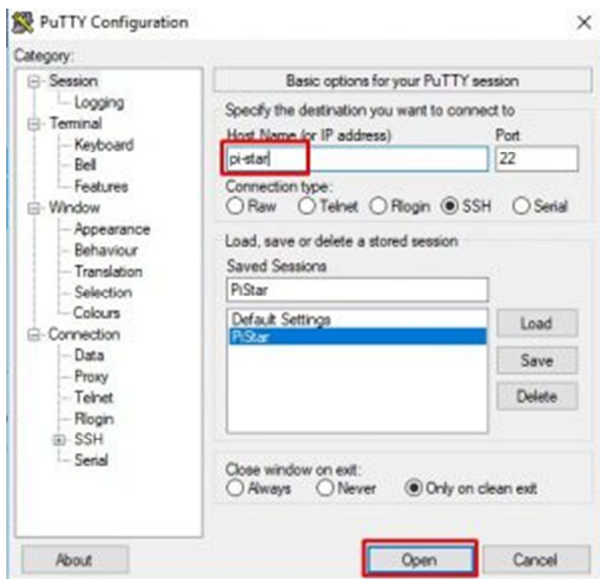 PuTTY Configuration
Category:
Session
Logging
Terminal
Keyboard
Bell
Features
Window
Appearance
Behaviour
Translation
Selection
Colours
Connection
Data
Proxy
Telnet
Rlogin
SSH
Serial
Basic options for your PuTTY session
Specify the destination you want to connect to
Host Name (or IP address) Port
pi-star 22
Connection type:
Raw Telnet Rlogin SSH Serial
Load, save or delete a stored session
Saved Sessions
PiStar
Default Settings
PiStar
Load
Save
Delete
Close window on exit:
Always Never Only on clean exit
About Open Cancel